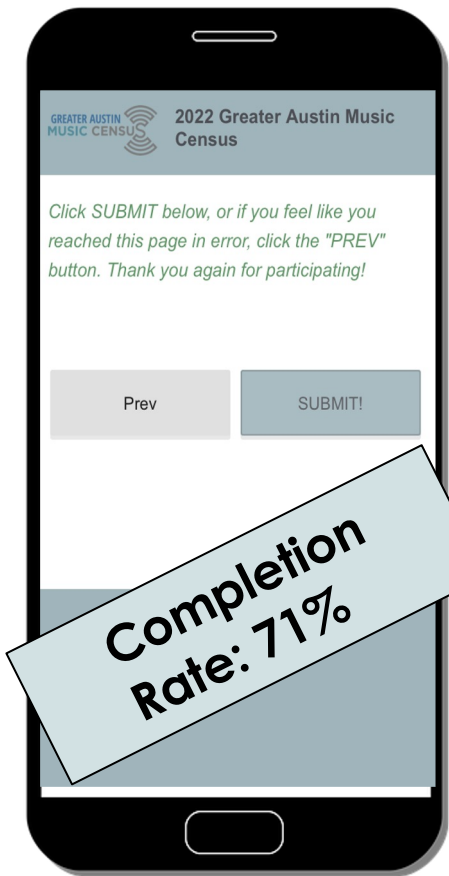 GREATER AUSTIN
MUSIC CENSUS
2022 Greater Austin Music
Census
Click SUBMIT below, or if you feel like you
reached this page in error, click the "PREV"
button. Thank you again for participating!
Prev
SUBMIT!
Completion
Rate: 71%